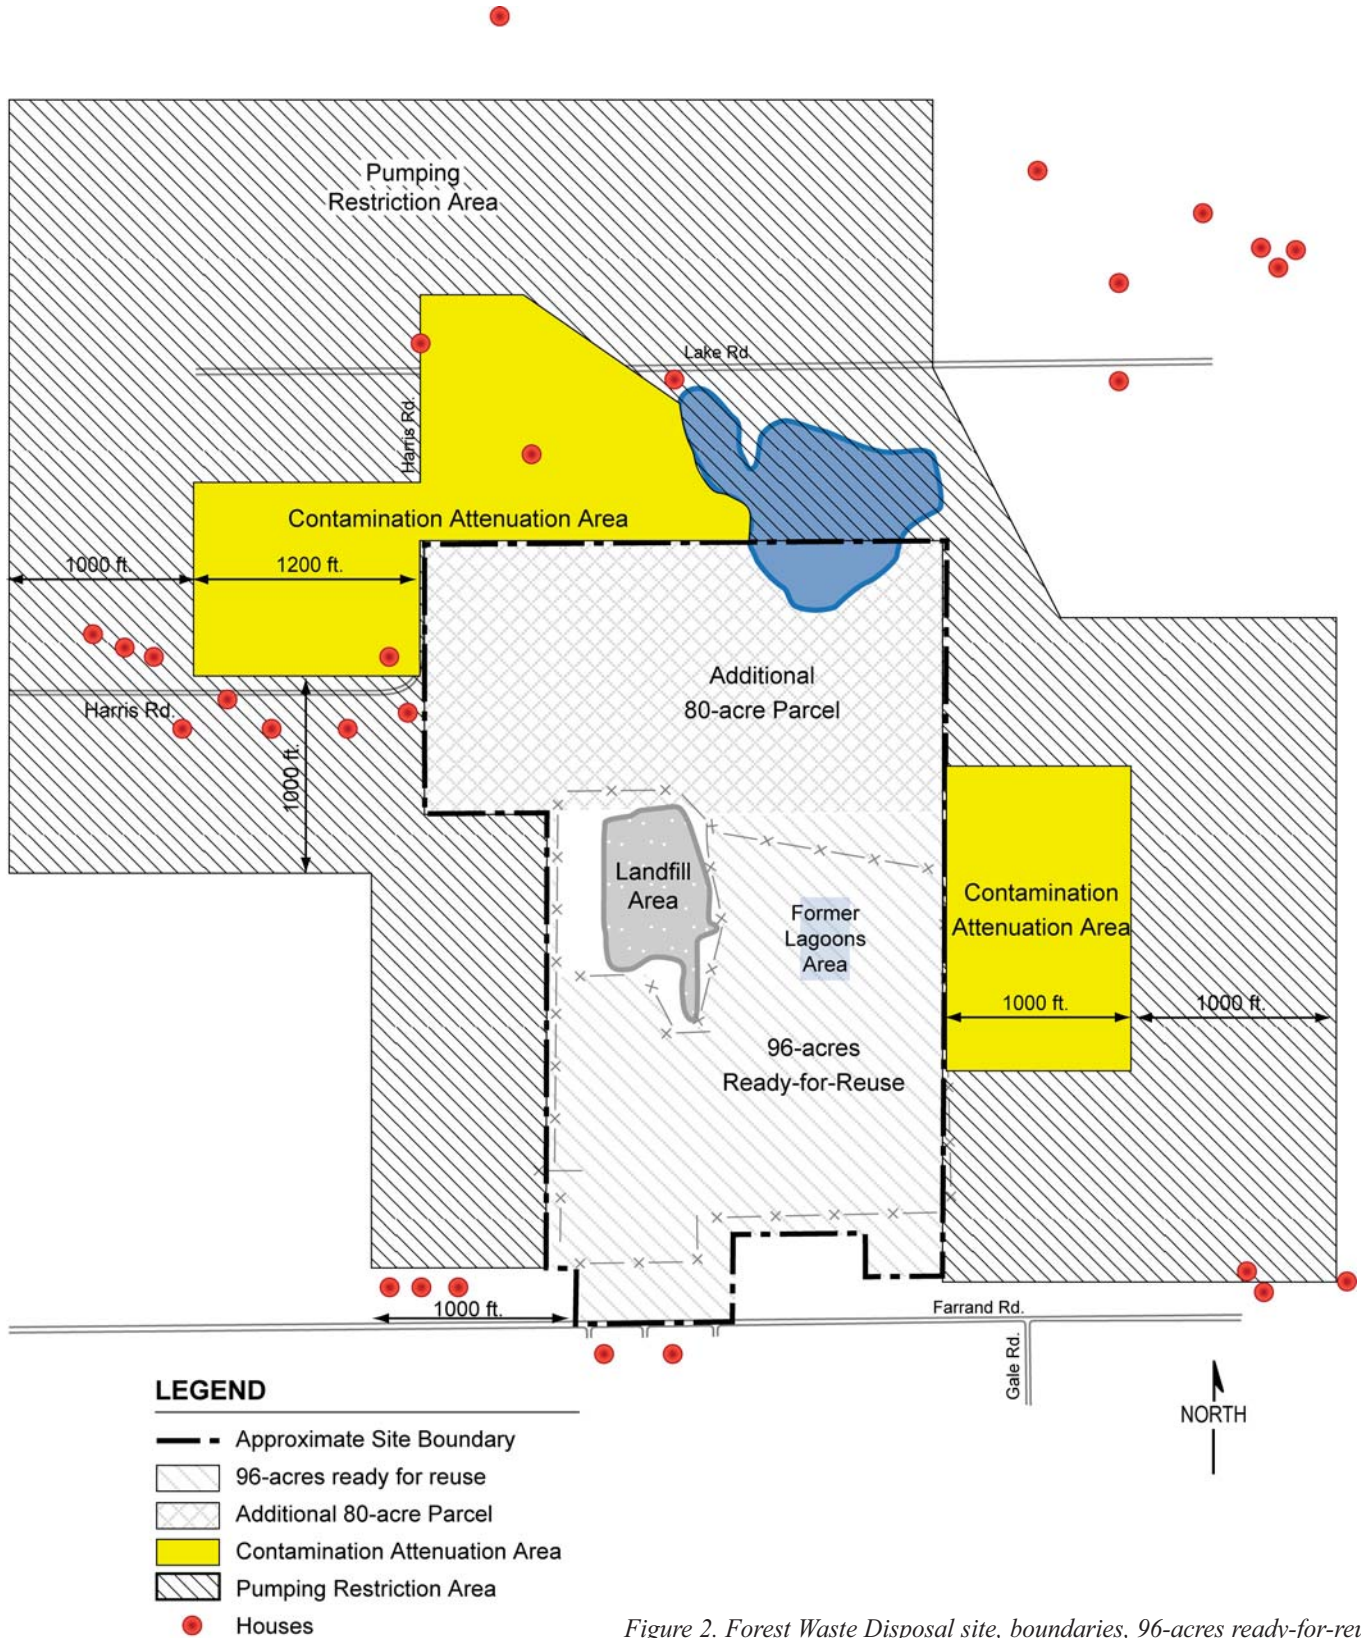 Pumping
Restriction Area
Lake Rd.
Harris Rd.
Contamination Attenuation Area
1000 ft.
1200 ft.
Additional
80-acre Parcel
Harris Rd.
1000 ft.
Landfill
Area
Former
Lagoons
Area
Contamination
Attenuation Area
1000 ft.
1000 ft.
96-acres
Ready-for-Reuse
1000 ft.
Farrand Rd.
Gale Rd.
NORTH
LEGEND
Approximate Site Boundary
96-acres ready for reuse
Additional 80-acre Parcel
Contamination Attenuation Area
Pumping Restriction Area
Houses
Figure 2. Forest Waste Disposal site, boundaries, 96-acres ready-for-reu